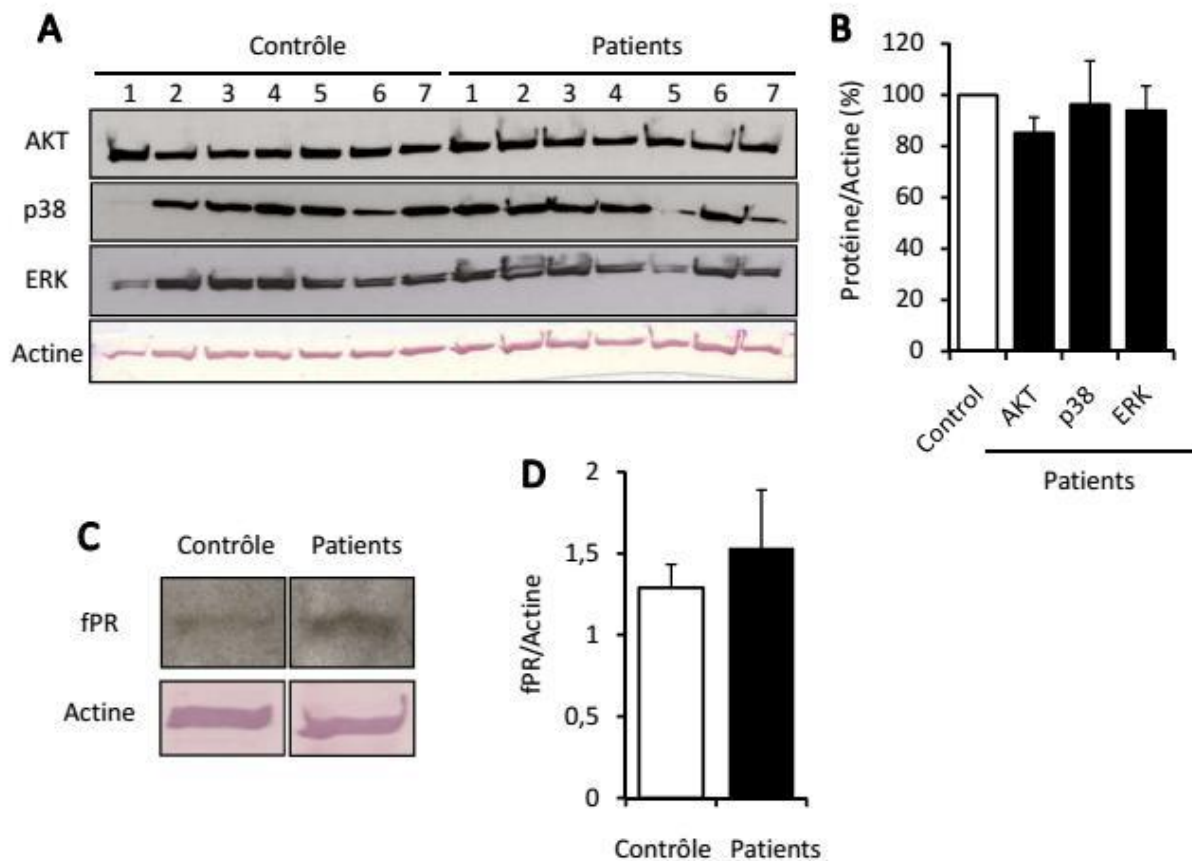 A
Contrôle Patients
1 2 3 4 5 6 7 1 2 3 4 5 6 7
AKT
p38
ERK
Actine
B
Protéine/Actine (%)
120
100
80
60
40
20
0
Control AKT p38 ERK
Patients
C
Contrôle Patients
fPR
Actine
D
fPR/Actine
2
1,5
1
0,5
0
Contrôle Patients